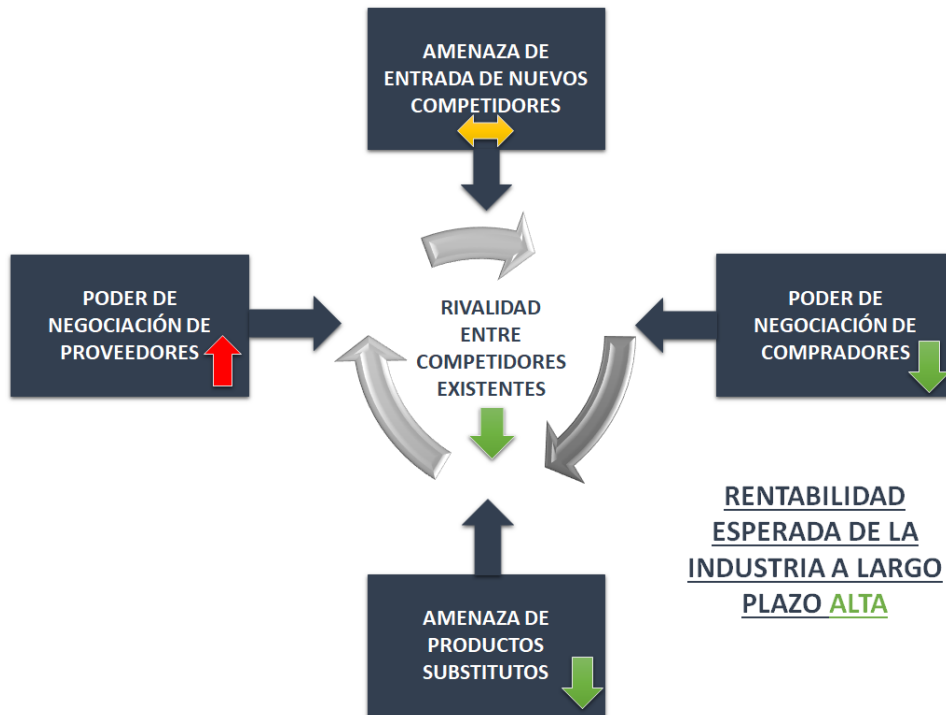 AMENAZA DE
ENTRADA DE NUEVOS
COMPETIDORES
PODER DE
NEGOCIACIÓN DE
PROVEEDORES
RIVALIDAD
ENTRE
COMPETIDORES
EXISTENTES
PODER DE
NEGOCIACIÓN DE
COMPRADORES
AMENAZA DE
PRODUCTOS
SUBSTITUTOS
RENTABILIDAD
ESPERADA DE LA
INDUSTRIA A LARGO
PLAZO ALTA